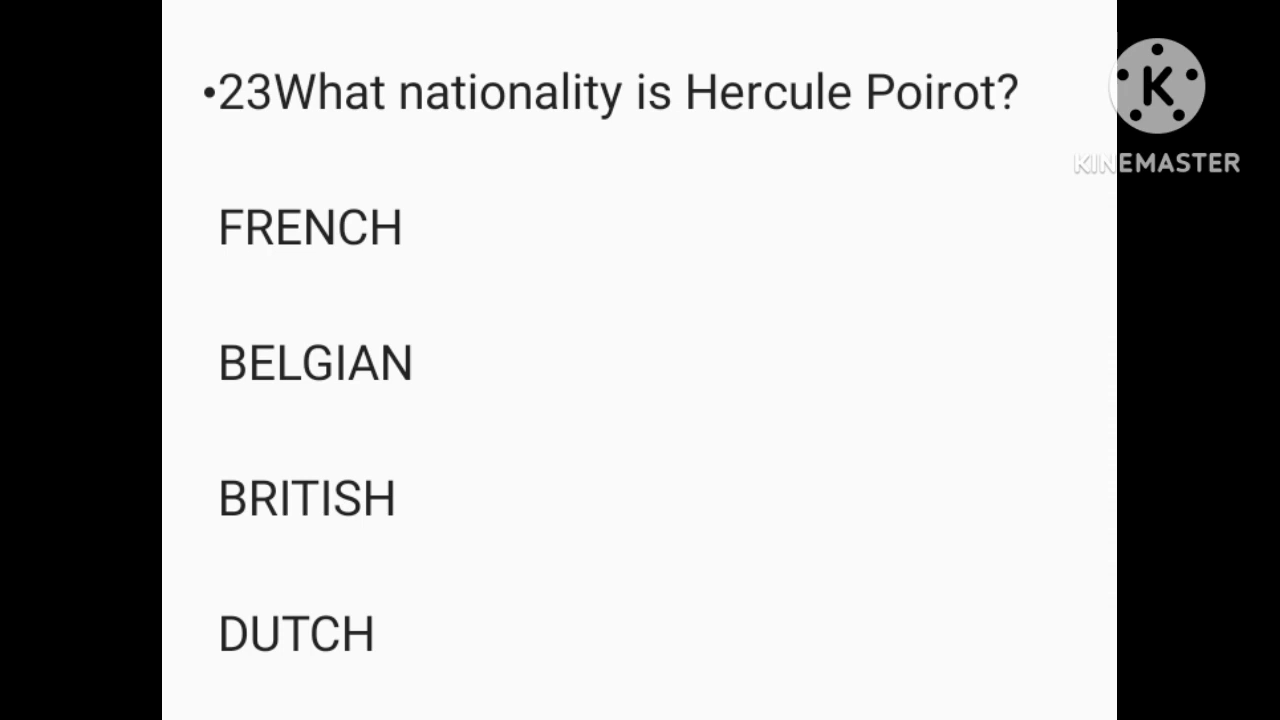 •23What nationality is Hercule Poirot?
FRENCH
BELGIAN
BRITISH
DUTCH
K
KINEMASTER